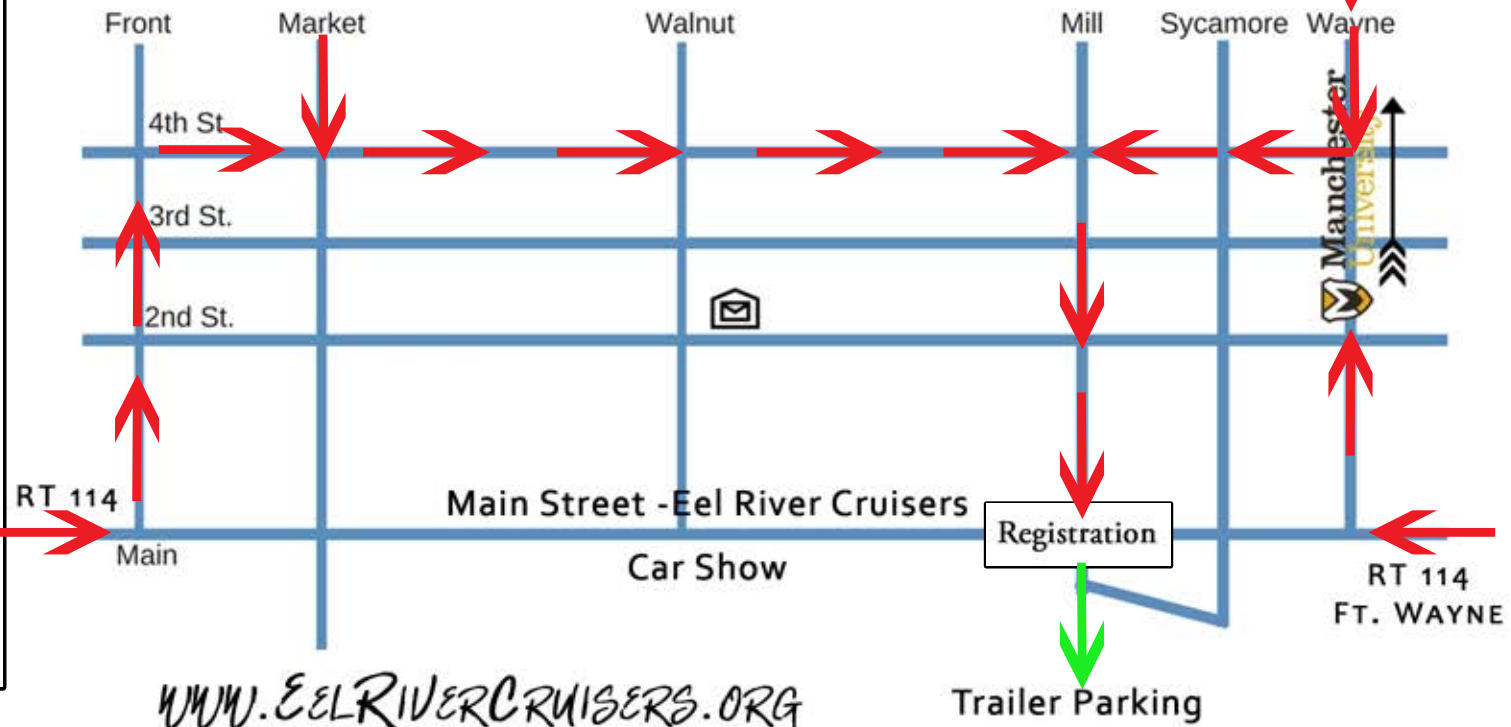 Front Market Walnut Mill Sycamore Wayne
4th St.
3rd St.
2nd St.
Manchester
University
RT 114
Main Street -Eel River Cruisers
Registration
Main
Car Show
RT 114
Ft. Wayne
www.EelRiverCruisers.org
Trailer Parking